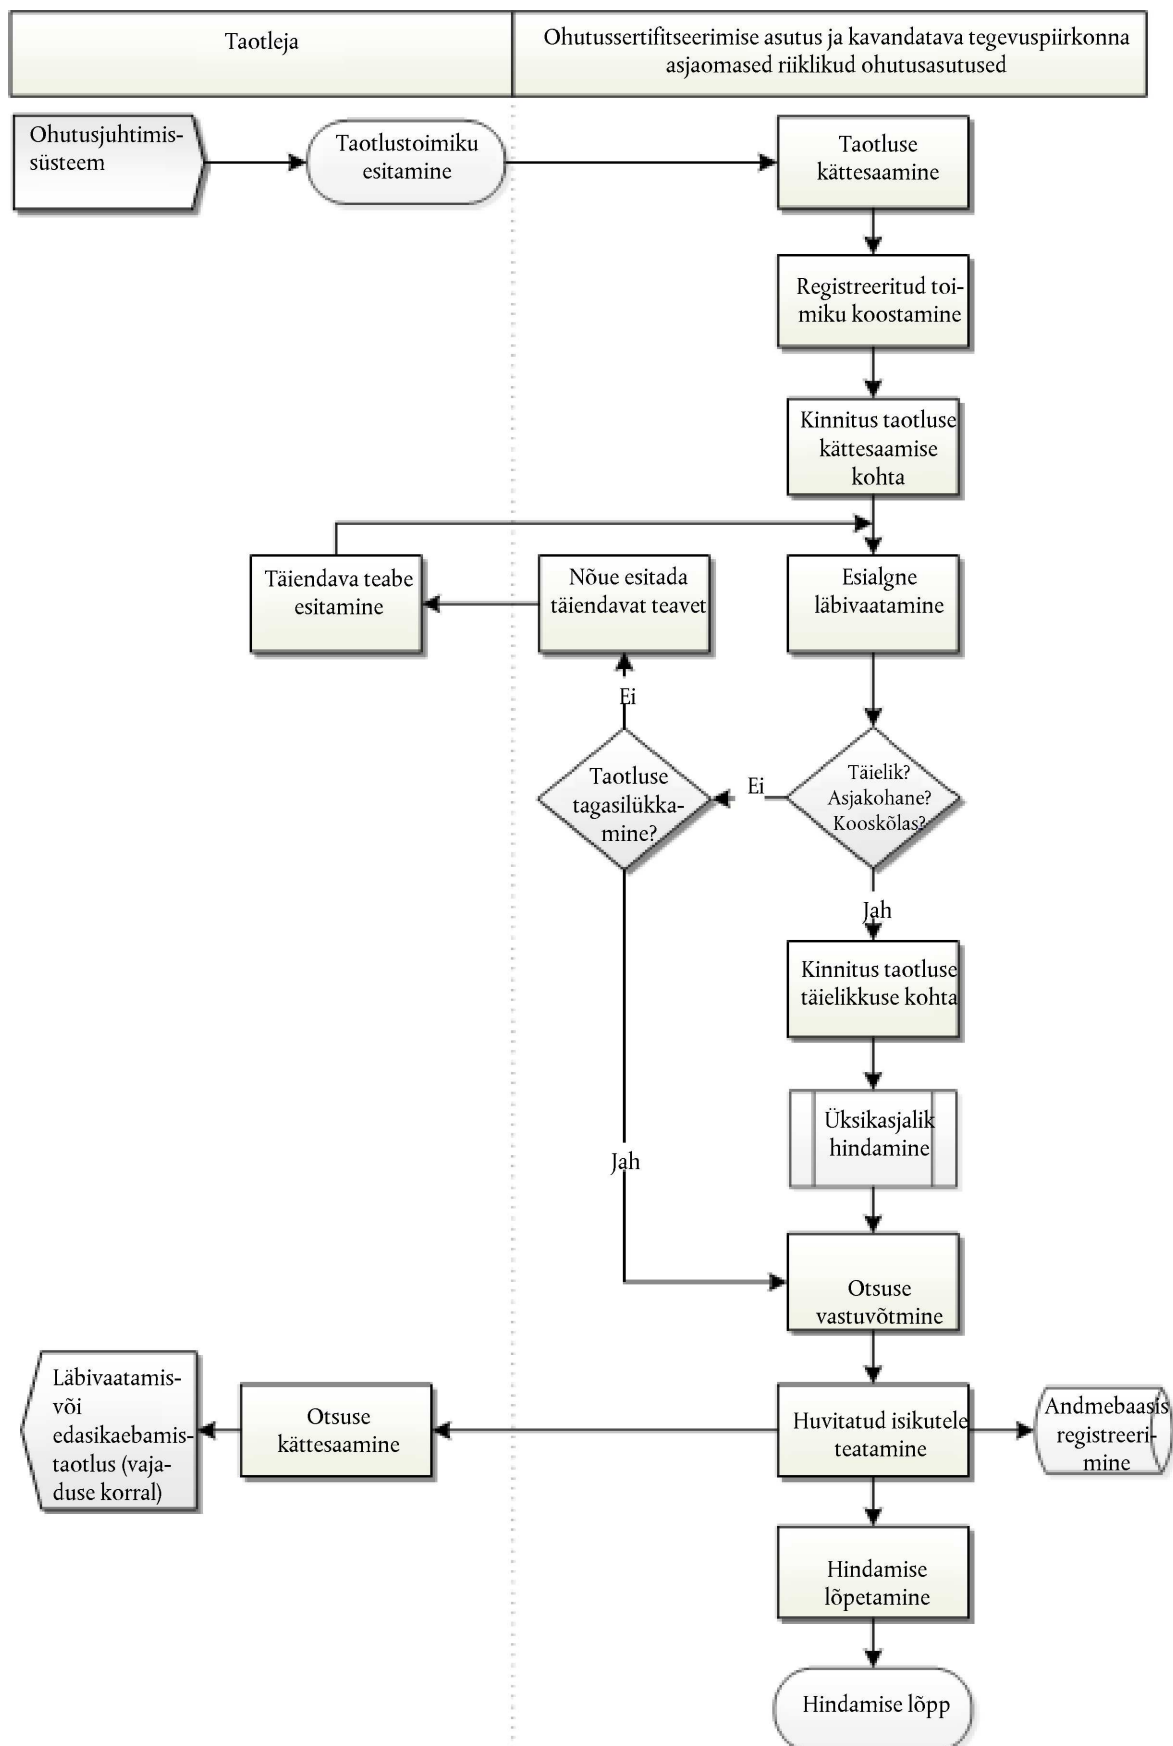 Taotleja
Ohutussertifitseerimise asutus ja kavandatava tegevuspiirkonna
asjaomased riiklikud ohutusasutused
Ohutusjuhtimis-
süsteem
Taotlustoimiku
esitamine
Taotluse
kättesaamine
Registreeritud toi-
miku koostamine
Kinnitus taotluse
kättesaamise
kohta
Täiendava teabe
esitamine
Nõue esitada
täiendavat teavet
Esialgne
läbivaatamine
Ei
Taotluse
tagasilükka-
mine?
Ei
Täielik?
Asjakohane?
Kooskõlas?
Jah
Kinnitus taotluse
täielikkuse kohta
Üksikasjalik
hindamine
Jah
Otsuse
vastuvõtmine
Läbivaatamis-
või
edasikaebamis-
taotlus (vaja-
duse korral)
Otsuse
kättesaamine
Huvitatud isikutele
teatamine
Andmebaasis
registreeri-
mine
Hindamise
lõpetamine
Hindamise lõpp